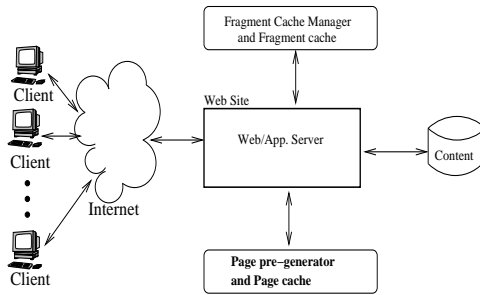 Fragment Cache Manager
and Fragment cache
Web Site
Client
Web/App. Server
Client
Content
Internet
Page pre-generator
and Page cache
Client